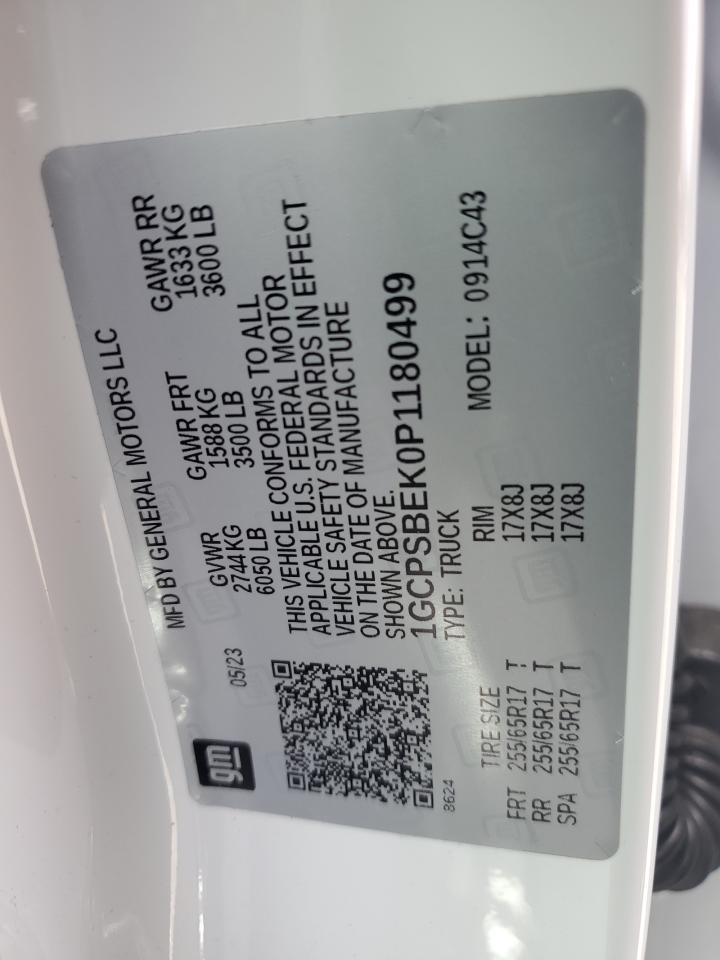 gm
05/23
MFD BY GENERAL MOTORS LLC
GVWR GAWR FRT GAWR RR
2744KG 1588 KG 1633 KG
6050 LB 3500 LB 3600 LB
THIS VEHICLE CONFORMS TO ALL
APPLICABLE U.S. FEDERAL MOTOR
VEHICLE SAFETY STANDARDS IN EFFECT
ON THE DATE OF MANUFACTURE
SHOWN ABOVE.
1GCPSBEK0P1180499
TYPE: TRUCK MODEL: 0914C43
8624
TIRE SIZE RIM
FRT 255/65R17 T 17X8J
RR 255/65R17 T 17X8J
SPA 255/65R17 T 17X8J